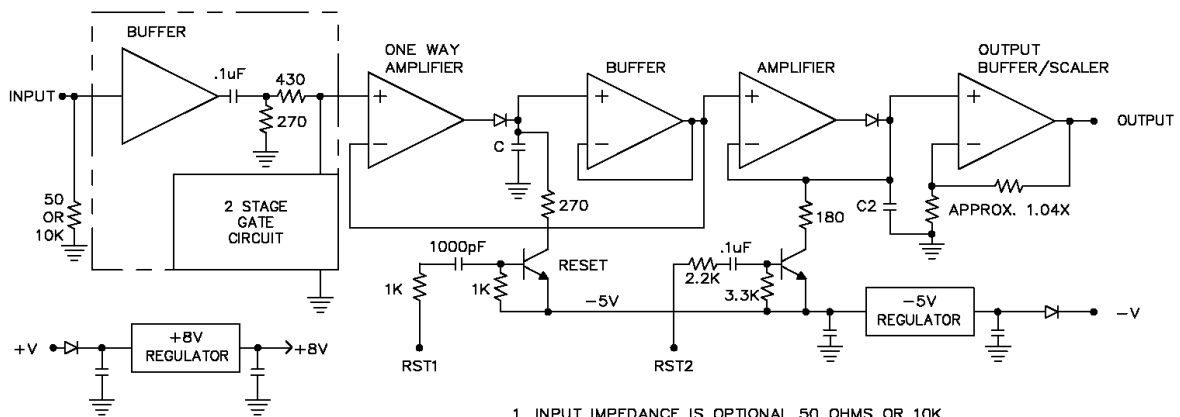 BUFFER
ONE WAY
AMPLIFIER
BUFFER
AMPLIFIER
OUTPUT
BUFFER/SCALER
.1uF
430
INPUT
270
+
−
+
−
+
−
+
−
OUTPUT
C
50
OR
10K
2 STAGE
GATE
CIRCUIT
270
180
C2
APPROX. 1.04X
1000pF
.1uF
RESET
1K
1K
2.2K
3.3K
−5V
−5V
REGULATOR
−V
+V
+8V
REGULATOR
+8V
RST1
RST2
1. INPUT IMPEDANCE IS OPTIONAL 50 OHMS OR 10K